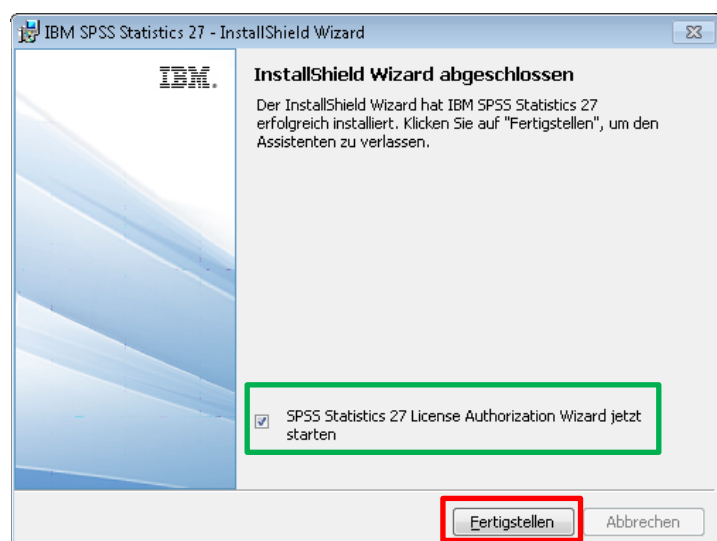 IBM SPSS Statistics 27 - InstallShield Wizard
IBM.
InstallShield Wizard abgeschlossen
Der InstallShield Wizard hat IBM SPSS Statistics 27
erfolgreich installiert. Klicken Sie auf "Fertigstellen", um den
Assistenten zu verlassen.
SPSS Statistics 27 License Authorization Wizard jetzt
starten
Fertigstellen
Abbrechen